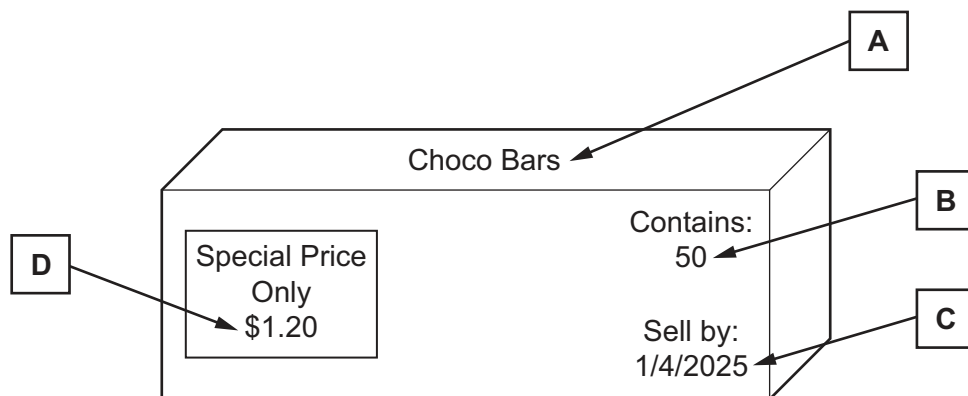 A
Choco Bars
Contains:
50
B
Special Price
Only
$1.20
D
Sell by:
1/4/2025
C